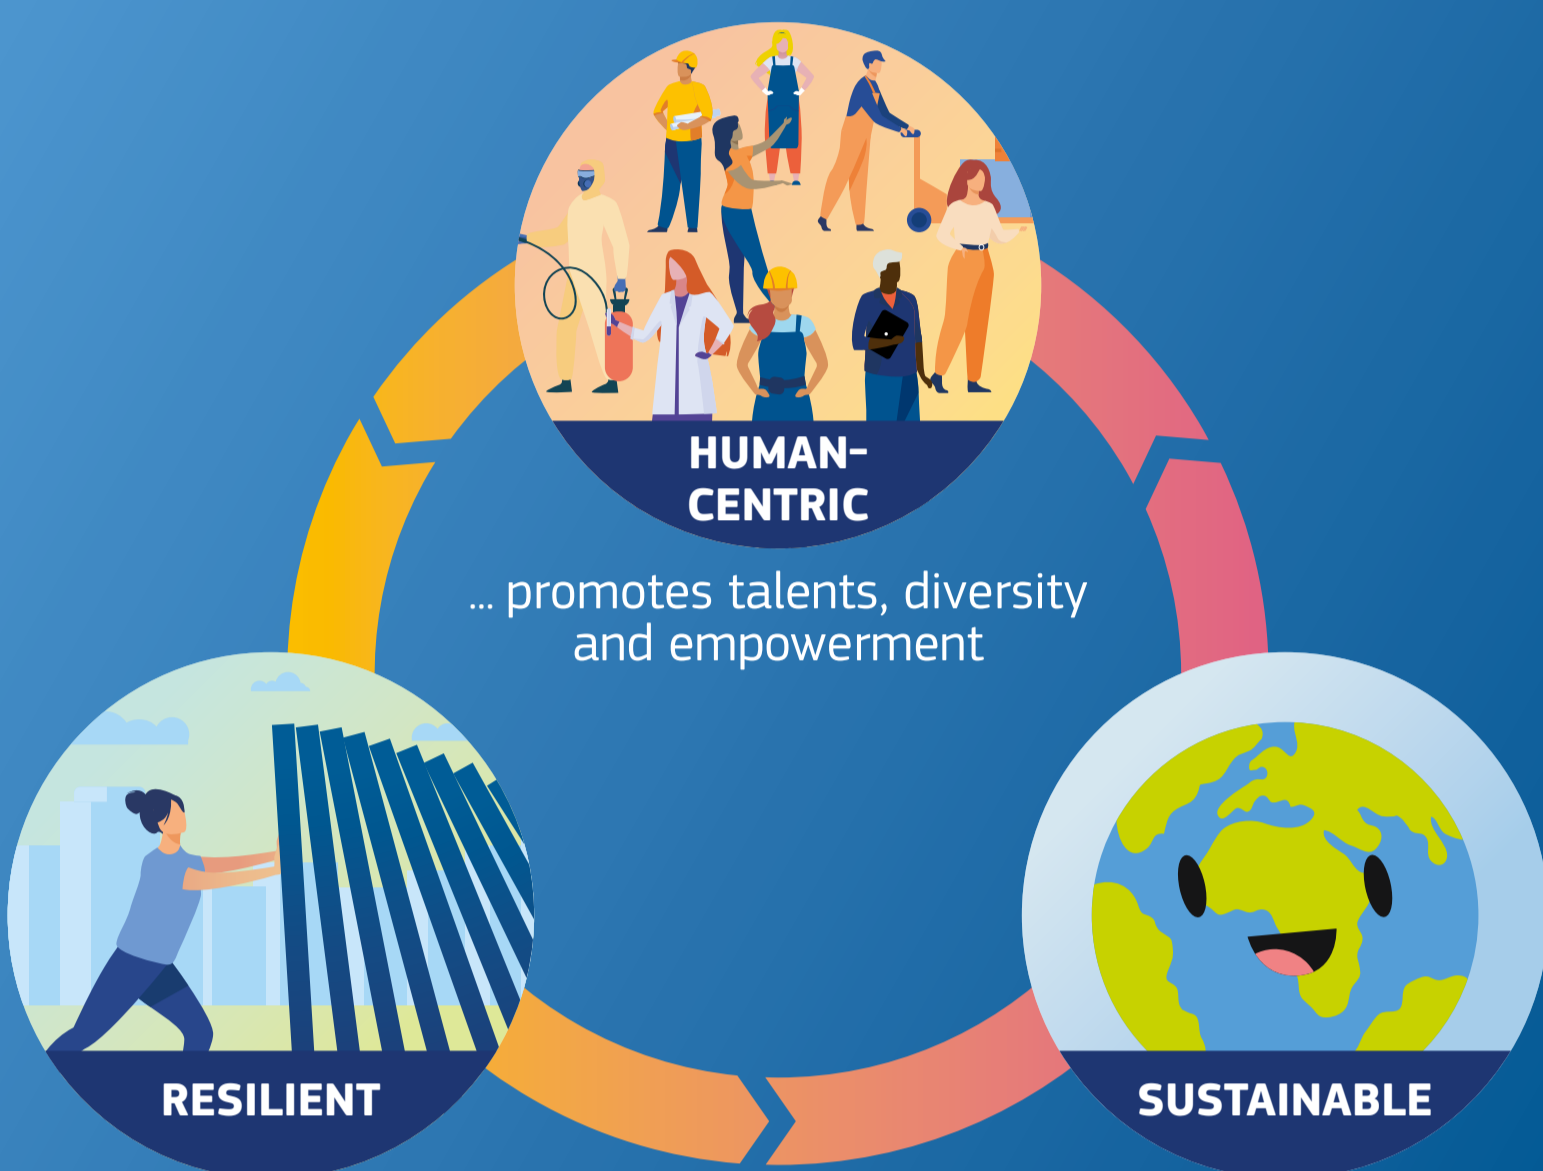 HUMAN-
CENTRIC
... promotes talents, diversity
and empowerment
RESILIENT
SUSTAINABLE